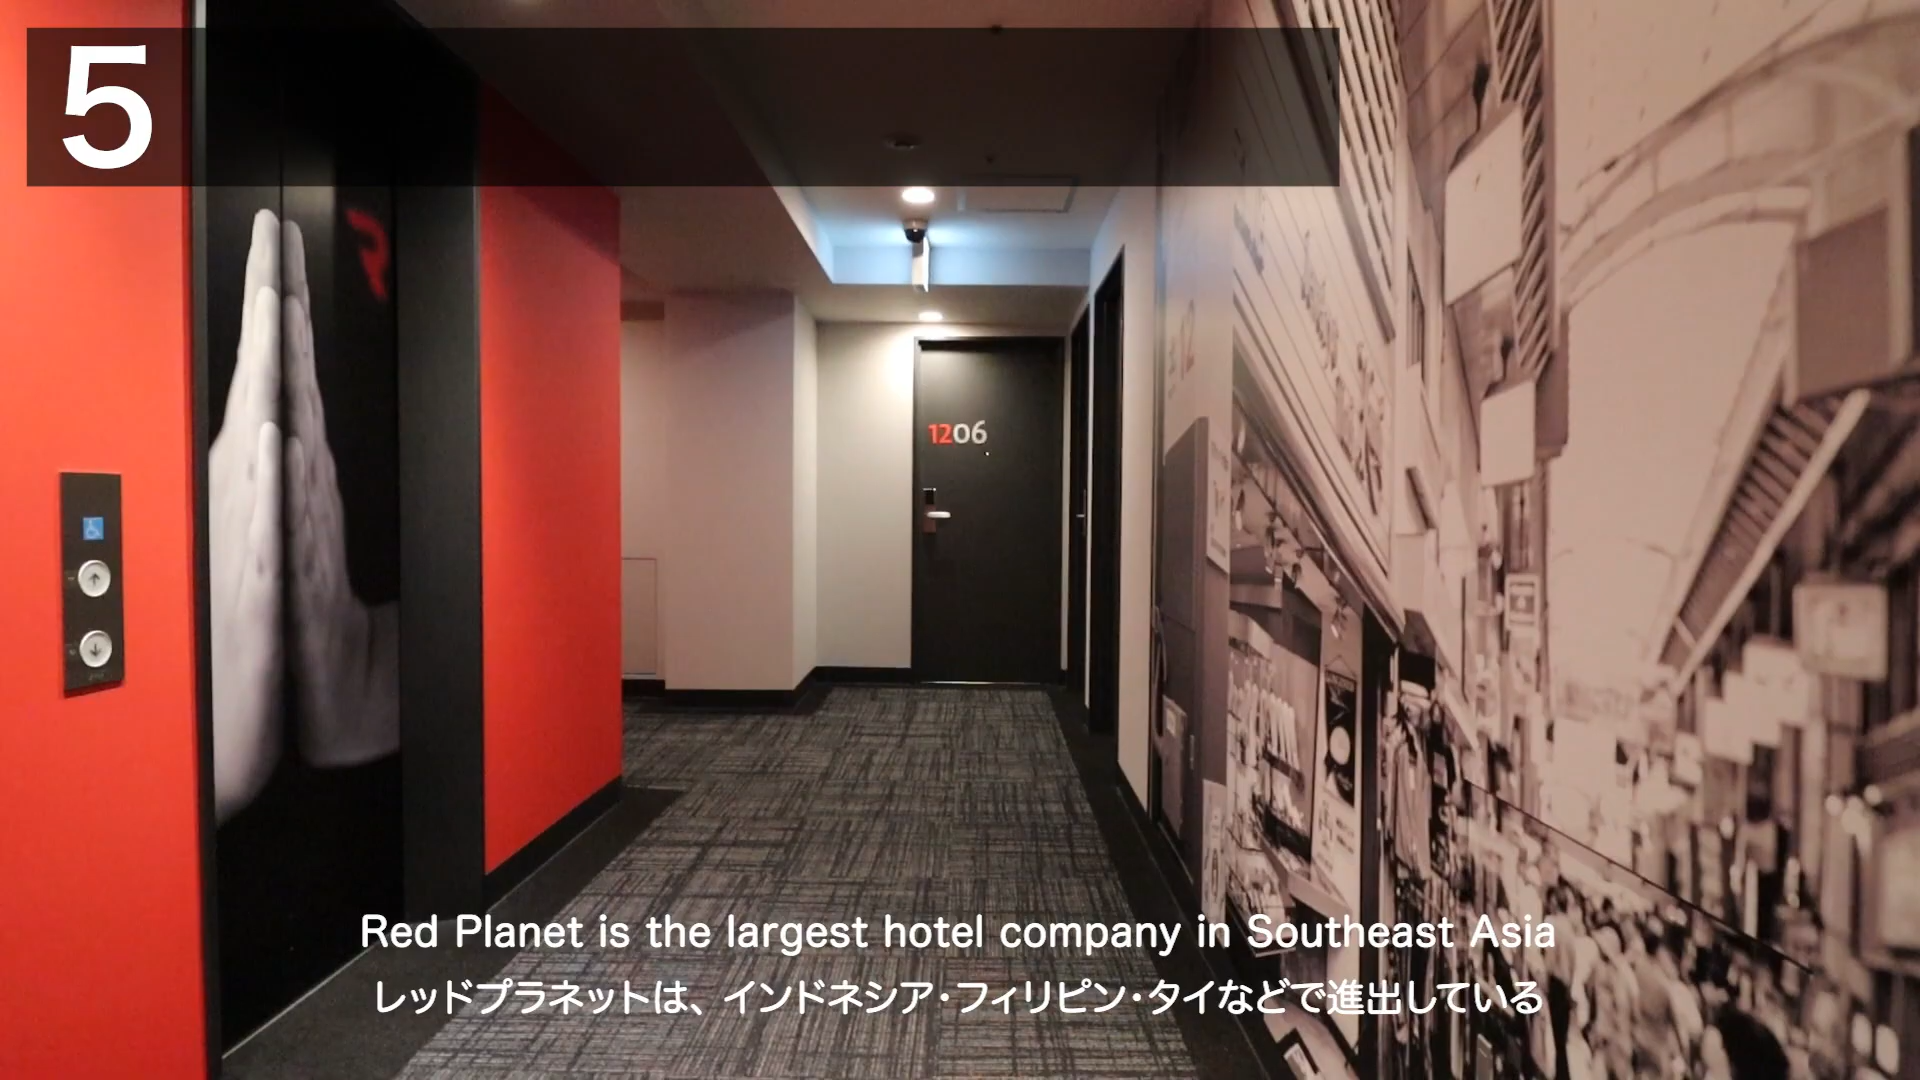 5
1206
Red Planet is the largest hotel company in Southeast Asia
レッドプラネットは、インドネシア・フィリピン・タイなどで進出している